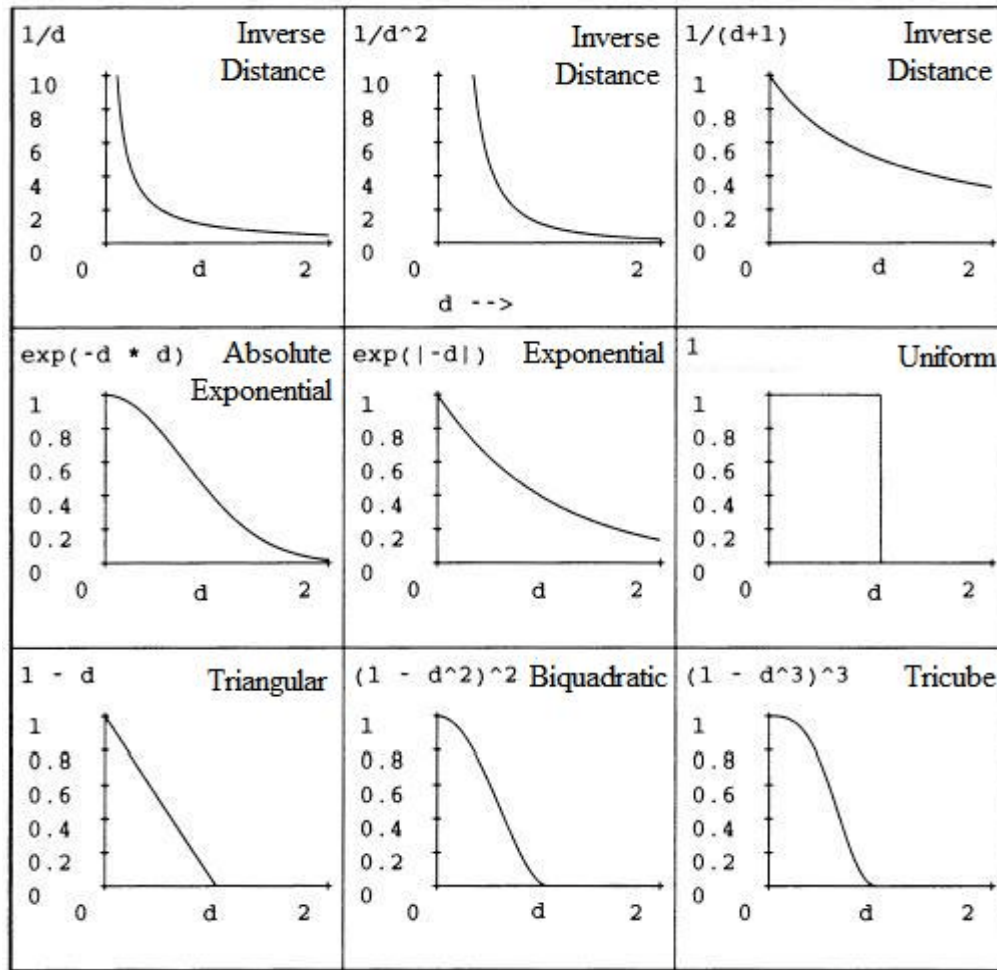 1/d Inverse
Distance
10
8
6
4
2
0
0 d 2
1/d^2 Inverse
Distance
10
8
6
4
2
0
0 2
d -->
1/(d+1) Inverse
Distance
1
0.8
0.6
0.4
0.2
0
0 d 2
exp(-d * d) Absolute
Exponential
1
0.8
0.6
0.4
0.2
0
0 d 2
exp(|-d|) Exponential
1
0.8
0.6
0.4
0.2
0
0 d 2
1 Uniform
1
0.8
0.6
0.4
0.2
0
0 d 2
1 - d Triangular
1
0.8
0.6
0.4
0.2
0
0 d 2
(1 - d^2)^2 Biquadratic
1
0.8
0.6
0.4
0.2
0
0 d 2
(1 - d^3)^3 Tricube
1
0.8
0.6
0.4
0.2
0
0 d 2